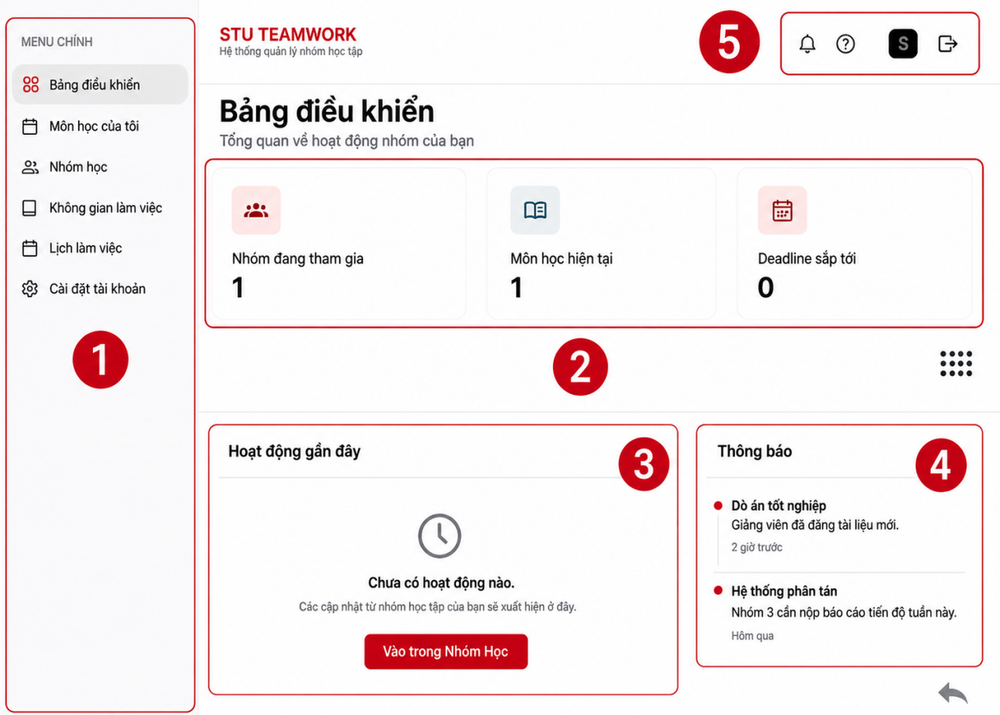 MENU CHÍNH
Bảng điều khiển
Môn học của tôi
Nhóm học
Không gian làm việc
Lịch làm việc
Cài đặt tài khoản
1
STU TEAMWORK
Hệ thống quản lý nhóm học tập
5
S
Bảng điều khiển
Tổng quan về hoạt động nhóm của bạn
Nhóm đang tham gia
1
Môn học hiện tại
1
Deadline sắp tới
0
2
Hoạt động gần đây
3
Chưa có hoạt động nào.
Các cập nhật từ nhóm học tập của bạn sẽ xuất hiện ở đây.
Vào trong Nhóm Học
Thông báo
4
Dò án tốt nghiệp
Giảng viên đã đăng tài liệu mới.
2 giờ trước
Hệ thống phân tán
Nhóm 3 cần nộp báo cáo tiến độ tuần này.
Hôm qua